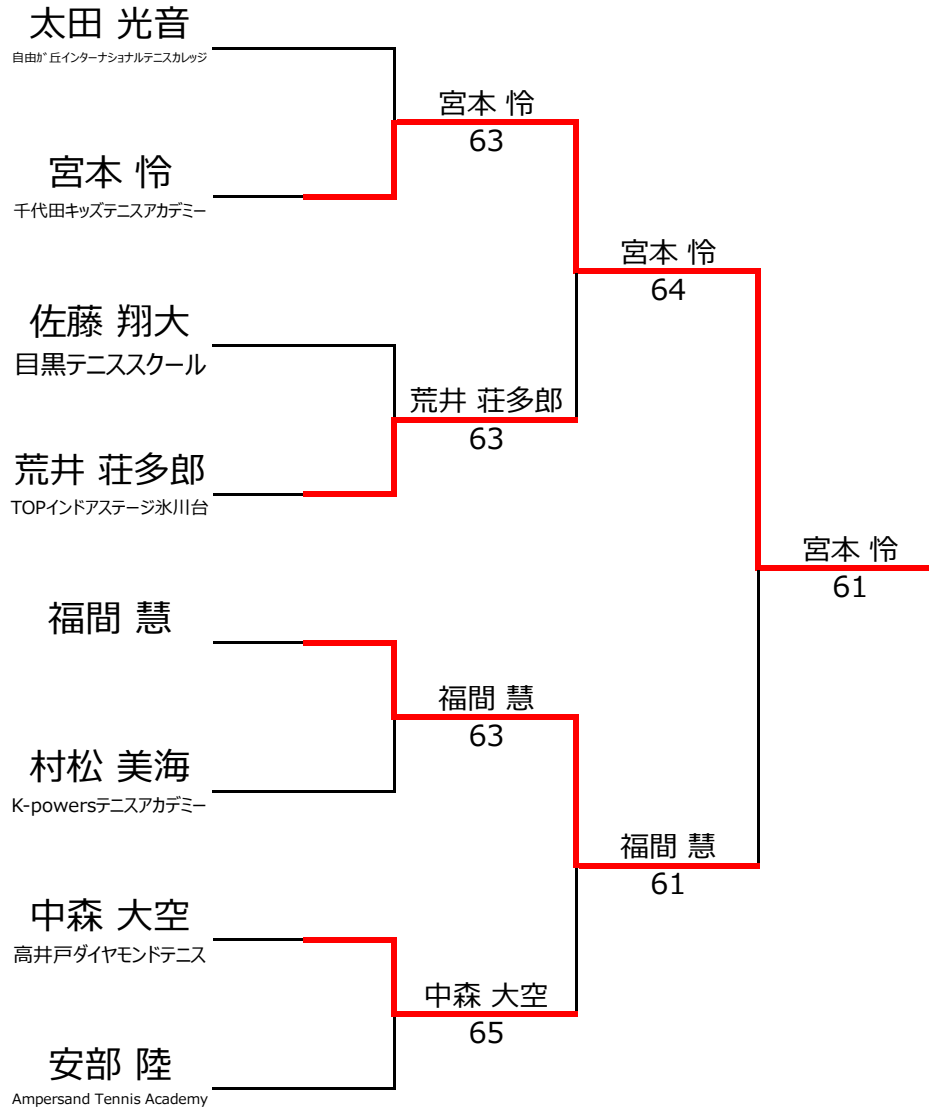 太田 光音
自由が丘インターナショナルテニスカレッジ
宮本 怜
63
宮本 怜
千代田キッズテニスアカデミー
宮本 怜
64
佐藤 翔大
目黒テニススクール
荒井 荘多郎
63
荒井 荘多郎
TOPインドアステージ氷川台
宮本 怜
61
福間 慧
福間 慧
63
村松 美海
K-powersテニスアカデミー
福間 慧
61
中森 大空
高井戸ダイヤモンドテニス
中森 大空
65
安部 陸
Ampersand Tennis Academy